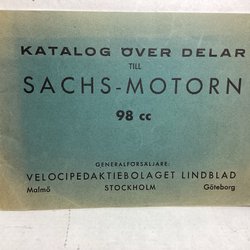 KATALOG ÖVER DELAR
TILL
SACHS-MOTORN
98 cc
GENERALFÖRSÄLJARE:
VELOCIPEDAKTIEBOLAGET LINDBLAD
Malmö STOCKHOLM Göteborg